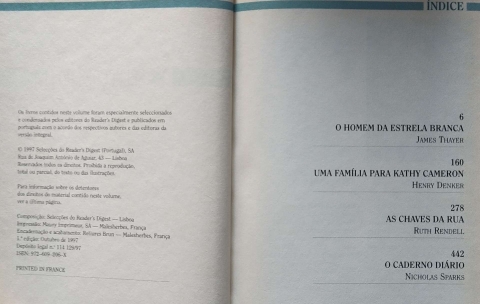 Os livros contidos neste volume foram especialmente seleccionados
e condensados pelos editores do Reader's Digest e publicados em
português com o acordo dos respectivos autores e das editoras da
versão integral.
© 1997 Selecções do Reader's Digest (Portugal), SA
Rua de Joaquim António de Aguiar, 43 — Lisboa
Reservados todos os direitos. Proibida a reprodução,
total ou parcial, do texto ou das ilustrações.
Para informação sobre os detentores
dos direitos de material contido neste volume,
ver a última página.
Composição: Selecções do Reader's Digest — Lisboa
Impressão: Maury Imprimeur, SA — Malesherbes, França
Encadernação e acabamento: Reliures Brun — Malesherbes, França
1.ª edição: Outubro de 1997
Depósito legal n.º 114 129/97
ISBN: 972-609-206-X
PRINTED IN FRANCE
ÍNDICE
6
O HOMEM DA ESTRELA BRANCA
JAMES THAYER
160
UMA FAMÍLIA PARA KATHY CAMERON
HENRY DENKER
278
AS CHAVES DA RUA
RUTH RENDELL
442
O CADERNO DIÁRIO
NICHOLAS SPARKS